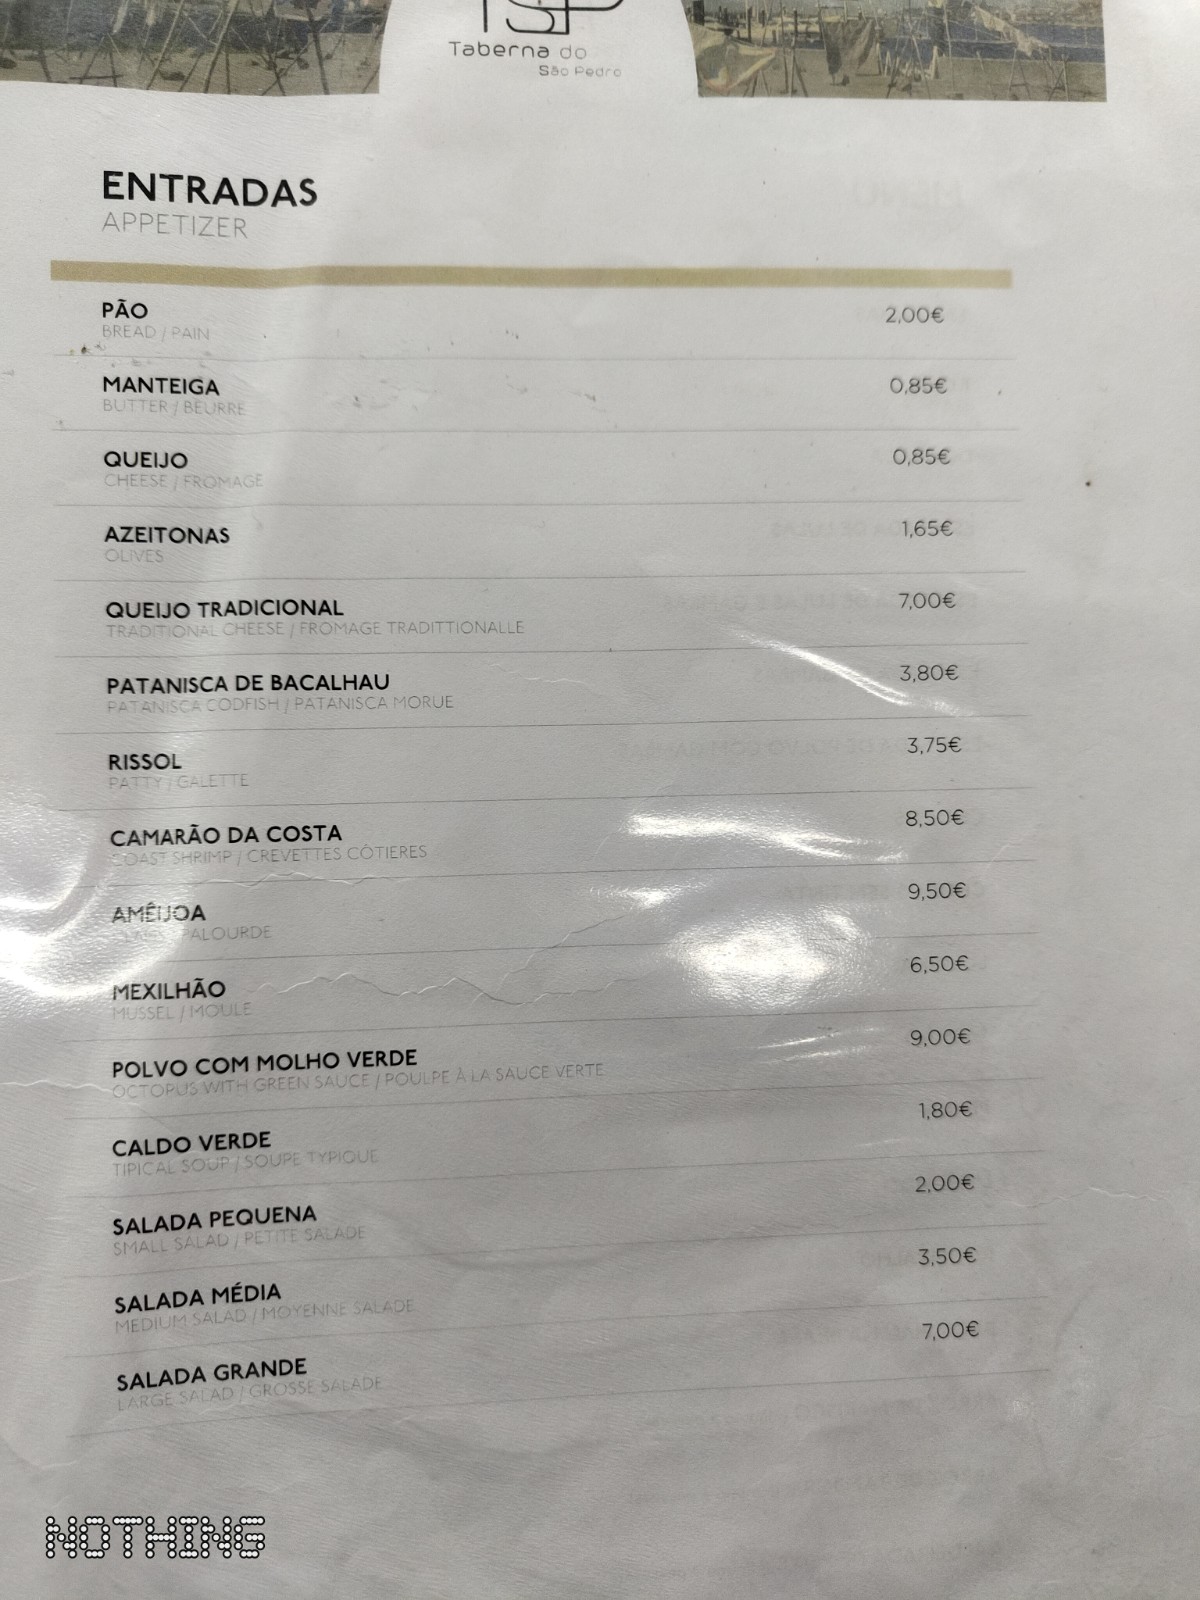 TSP
Taberna do
São Pedro
ENTRADAS
APPETIZER
PÃO 2,00€
BREAD / PAIN
MANTEIGA 0,85€
BUTTER / BEURRE
QUEIJO 0,85€
CHEESE / FROMAGE
AZEITONAS 1,65€
OLIVES
QUEIJO TRADICIONAL 7,00€
TRADITIONAL CHEESE / FROMAGE TRADITTIONALLE
PATANISCA DE BACALHAU 3,80€
PATANISCA CODFISH / PATANISCA MORUE
RISSOL 3,75€
PATTY / GALETTE
CAMARÃO DA COSTA 8,50€
COAST SHRIMP / CREVETTES CÔTIERES
AMÊIJOA 9,50€
PALOURDE
MEXILHÃO 6,50€
MUSSEL / MOULE
POLVO COM MOLHO VERDE 9,00€
OCTOPUS WITH GREEN SAUCE / POULPE À LA SAUCE VERTE
CALDO VERDE 1,80€
TIPICAL SOUP / SOUPE TYPIQUE
SALADA PEQUENA 2,00€
SMALL SALAD / PETITE SALADE
SALADA MÉDIA 3,50€
MEDIUM SALAD / MOYENNE SALADE
SALADA GRANDE 7,00€
LARGE SALAD / GROSSE SALADE
NOTHING